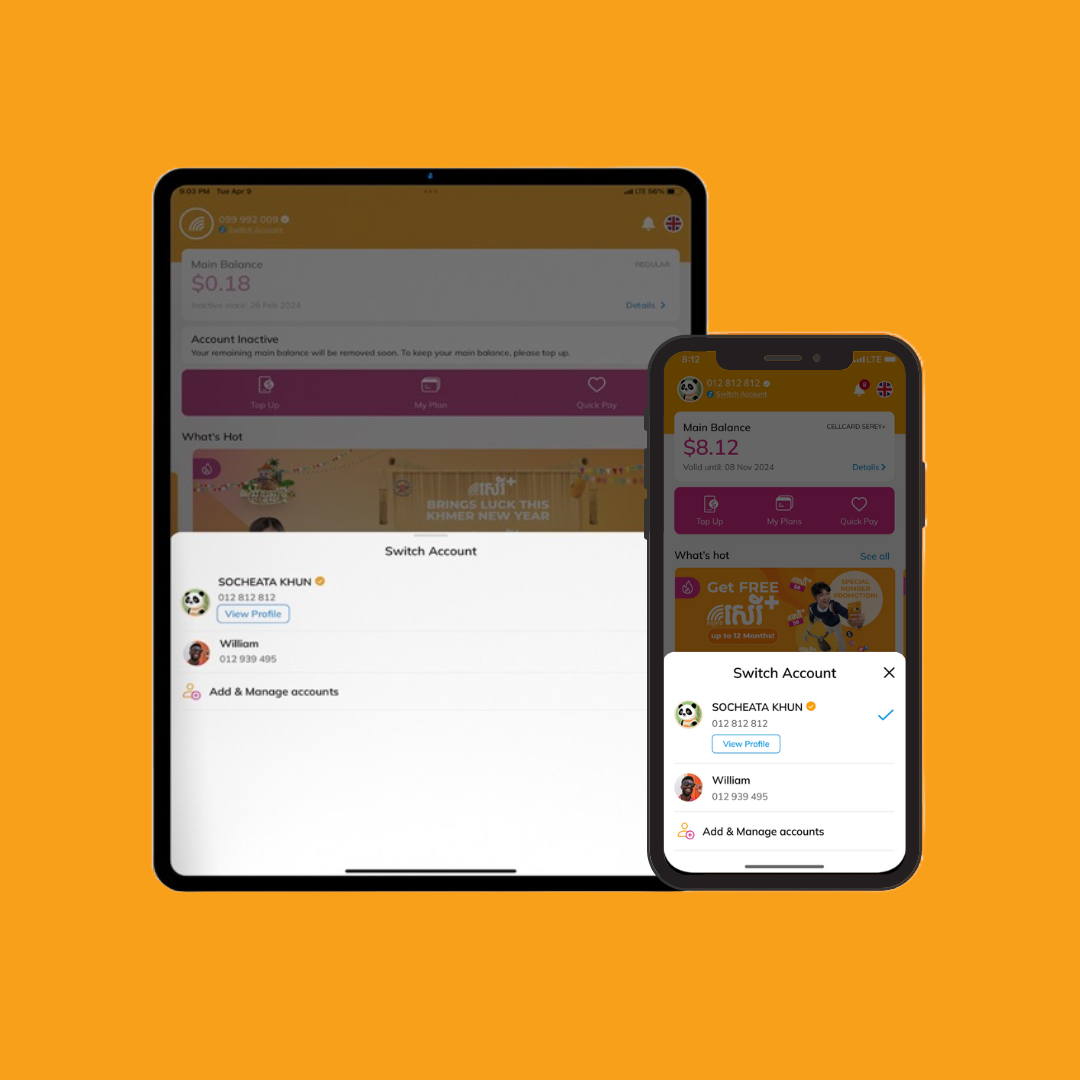 9:03 PM Tue Apr 9
LTE 56%
099 992 009
Switch Account
Main Balance
REGULAR
$0.18
Inactive since: 26 Feb 2024
Details
Account Inactive
Your remaining main balance will be removed soon. To keep your main balance, please top up.
Top Up
My Plan
Quick Pay
What's Hot
សេរី+
BRINGS LUCK THIS
KHMER NEW YEAR
Switch Account
SOCHEATA KHUN
012 812 812
View Profile
William
012 939 495
Add & Manage accounts
8:12
LTE
012 812 812
Switch Account
Main Balance
CELLCARD SEREY+
$8.12
Valid until: 08 Nov 2024
Details
Top Up
My Plans
Quick Pay
What's hot
See all
Get FREE
សេរី+
up to 12 Months!
SPECIAL
NUMBER
PROMOTION!
Switch Account
SOCHEATA KHUN
012 812 812
View Profile
William
012 939 495
Add & Manage accounts